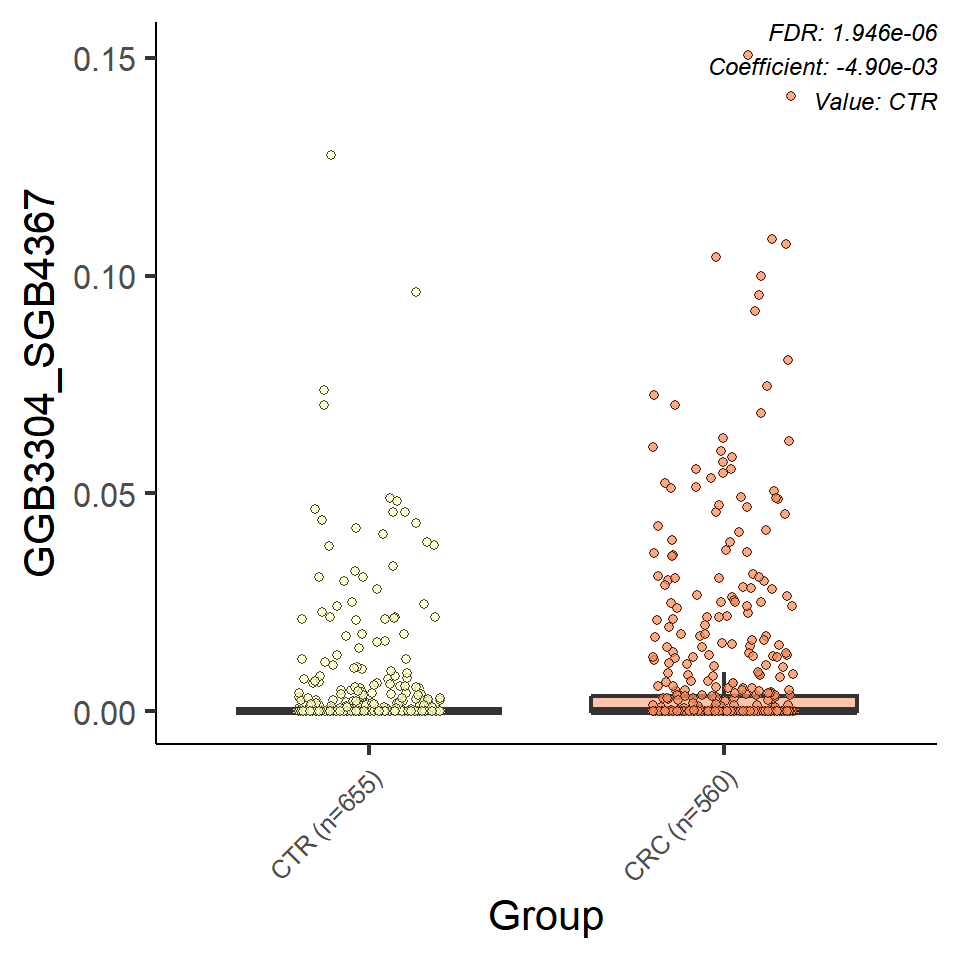 FDR: 1.946e-06
Coefficient: -4.90e-03
Value: CTR
GGB3304_SGB4367
0.15
0.10
0.05
0.00
CTR (n=655)
CRC (n=560)
Group